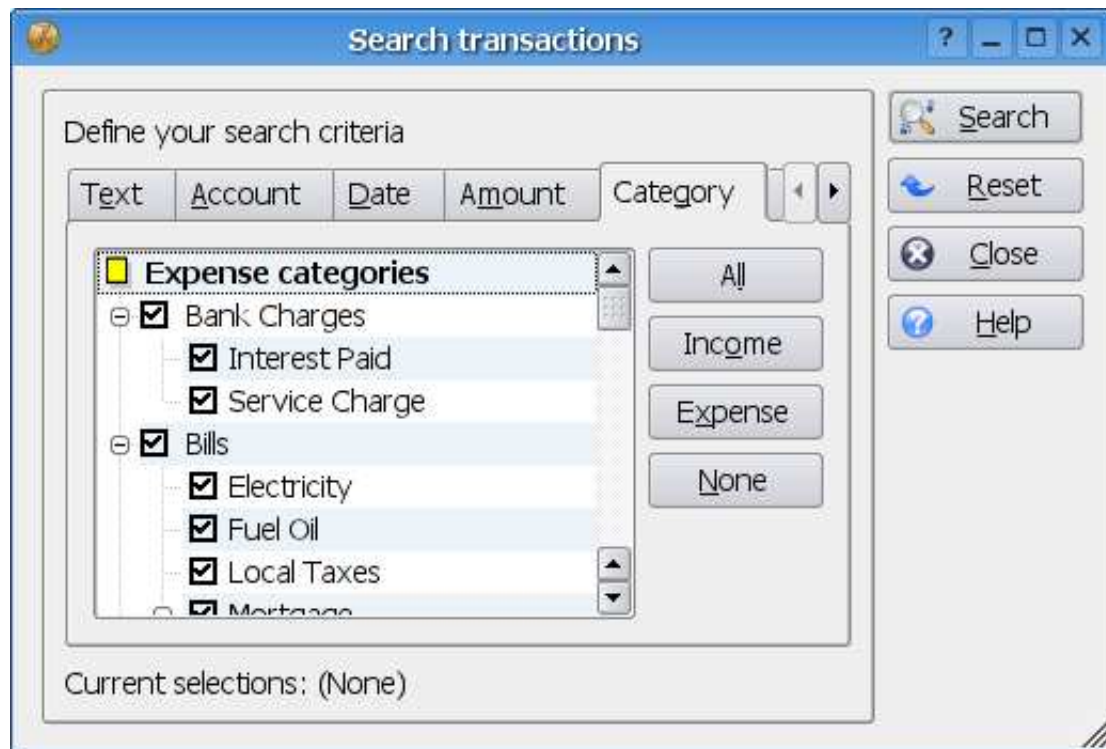 Search transactions
Define your search criteria
Text Account Date Amount Category
Expense categories
Bank Charges
Interest Paid
Service Charge
Bills
Electricity
Fuel Oil
Local Taxes
Mortgage
All
Income
Expense
None
Current selections: (None)
Search
Reset
Close
Help